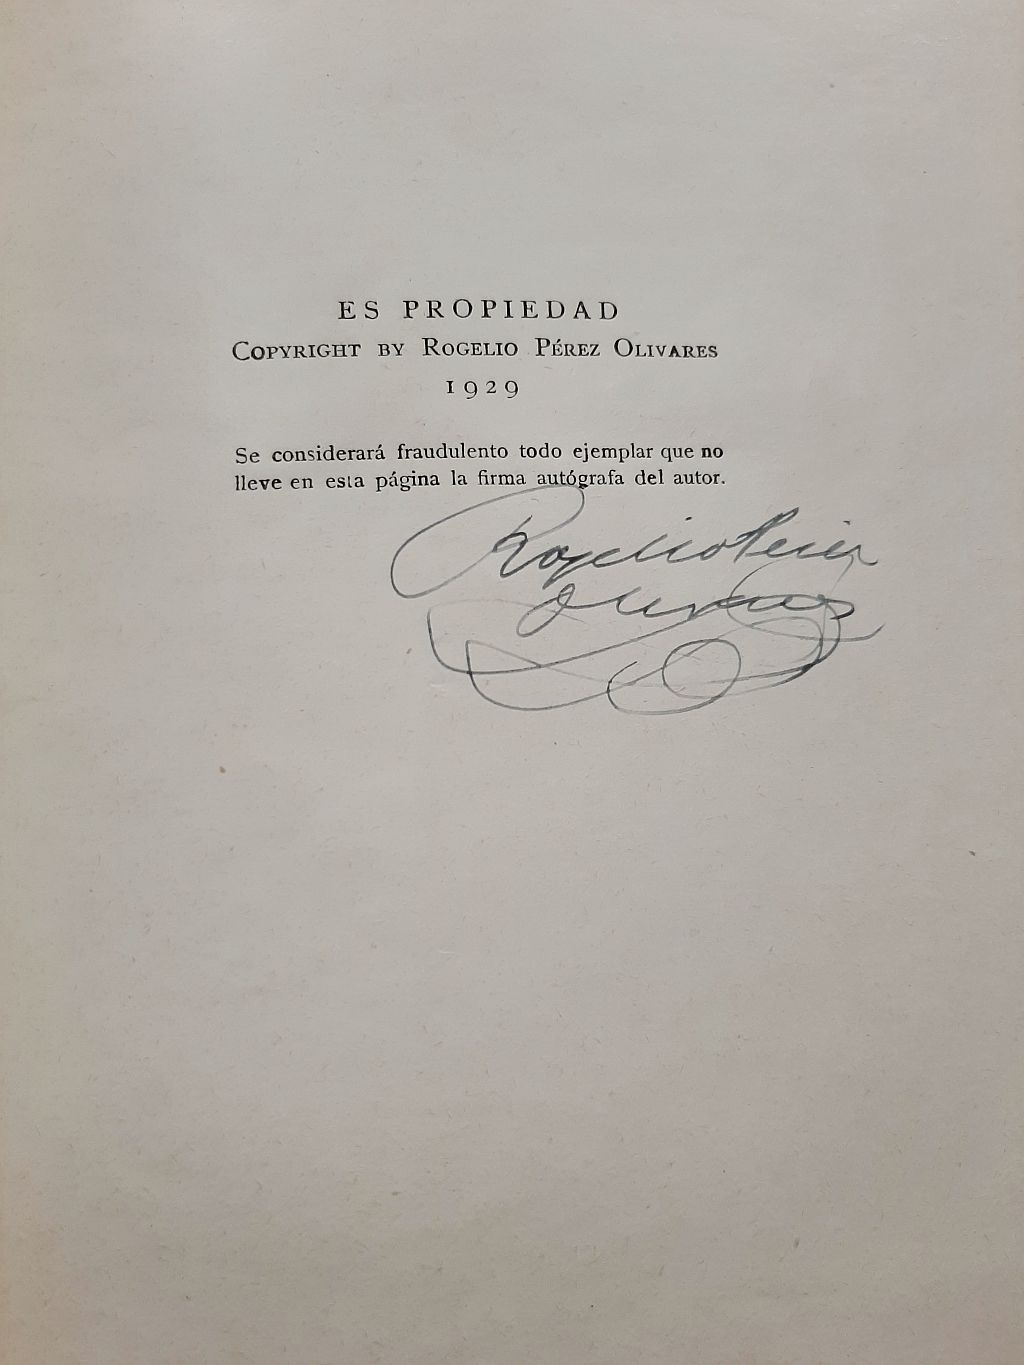 ES PROPIEDAD
COPYRIGHT BY ROGELIO PÉREZ OLIVARES
1929
Se considerará fraudulento todo ejemplar que no
lleve en esta página la firma autógrafa del autor.
Rogelio Pérez
Olivares